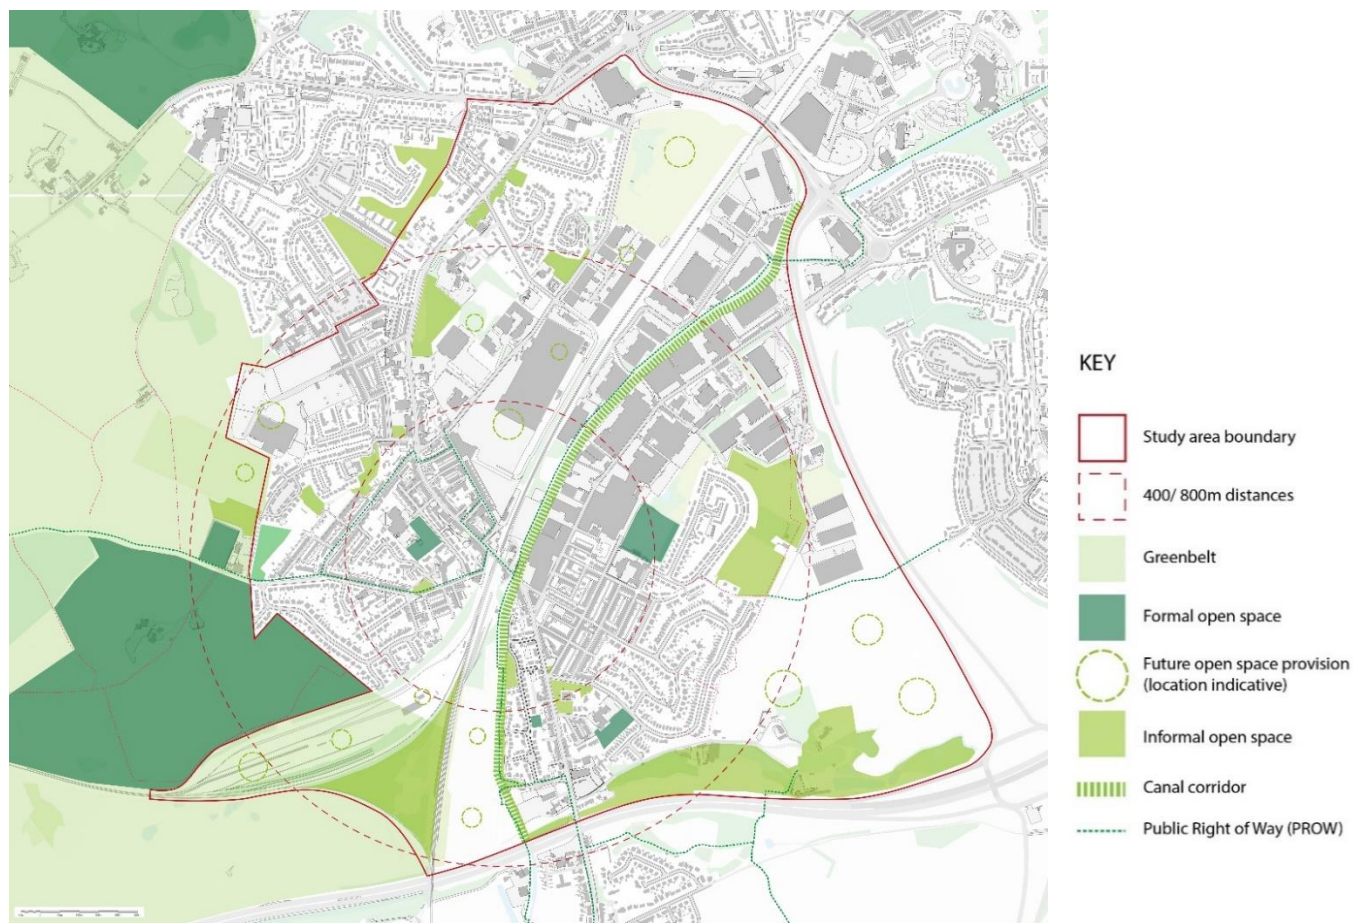 KEY
Study area boundary
400/ 800m distances
Greenbelt
Formal open space
Future open space provision
(location indicative)
Informal open space
Canal corridor
Public Right of Way (PROW)